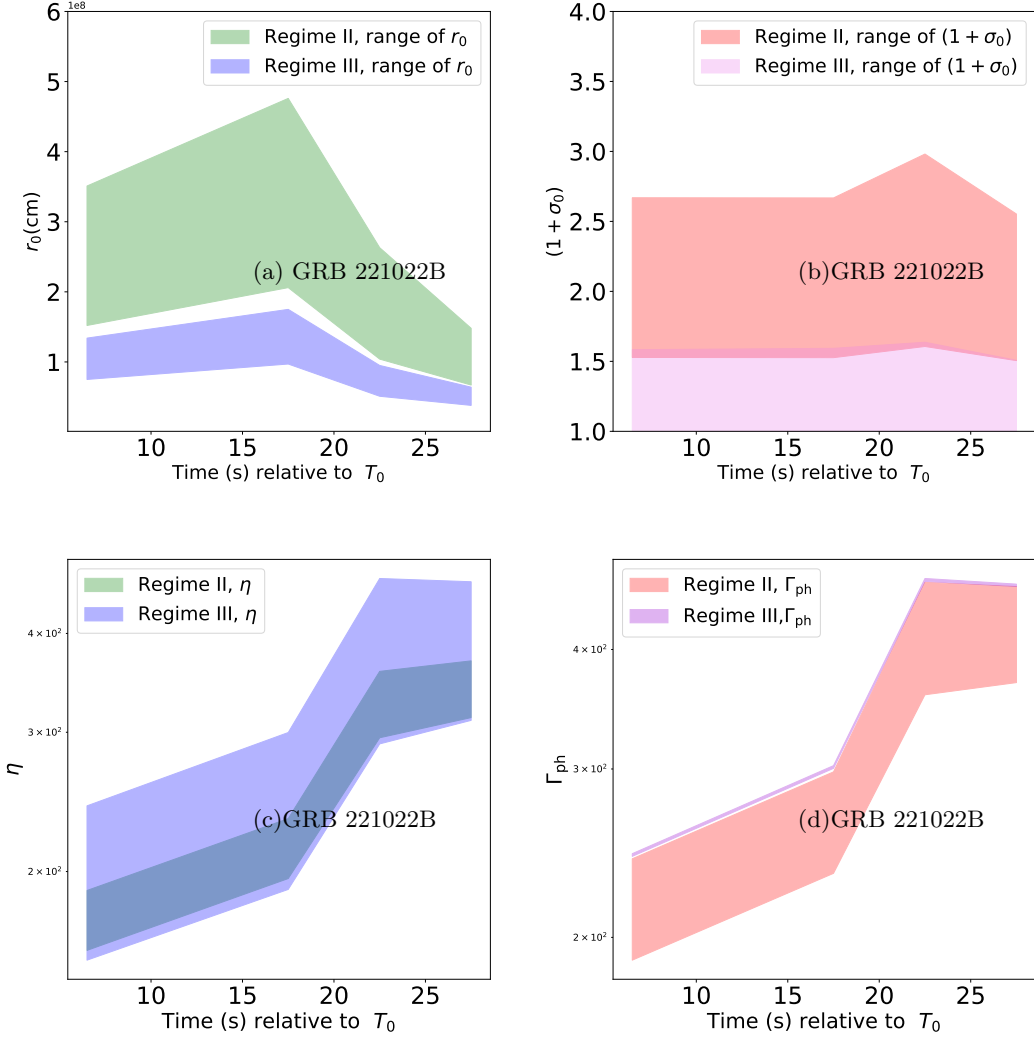 1e8
6
5
4
3
2
1
r₀(cm)
Regime II, range of r₀
Regime III, range of r₀
(a) GRB 221022B
10 15 20 25
Time (s) relative to T₀
4.0
3.5
3.0
2.5
2.0
1.5
1.0
(1 + σ₀)
Regime II, range of (1 + σ₀)
Regime III, range of (1 + σ₀)
(b)GRB 221022B
10 15 20 25
Time (s) relative to T₀
4 × 10²
3 × 10²
2 × 10²
η
Regime II, η
Regime III, η
(c)GRB 221022B
10 15 20 25
Time (s) relative to T₀
4 × 10²
3 × 10²
2 × 10²
Γ_ph
Regime II, Γ_ph
Regime III,Γ_ph
(d)GRB 221022B
10 15 20 25
Time (s) relative to T₀